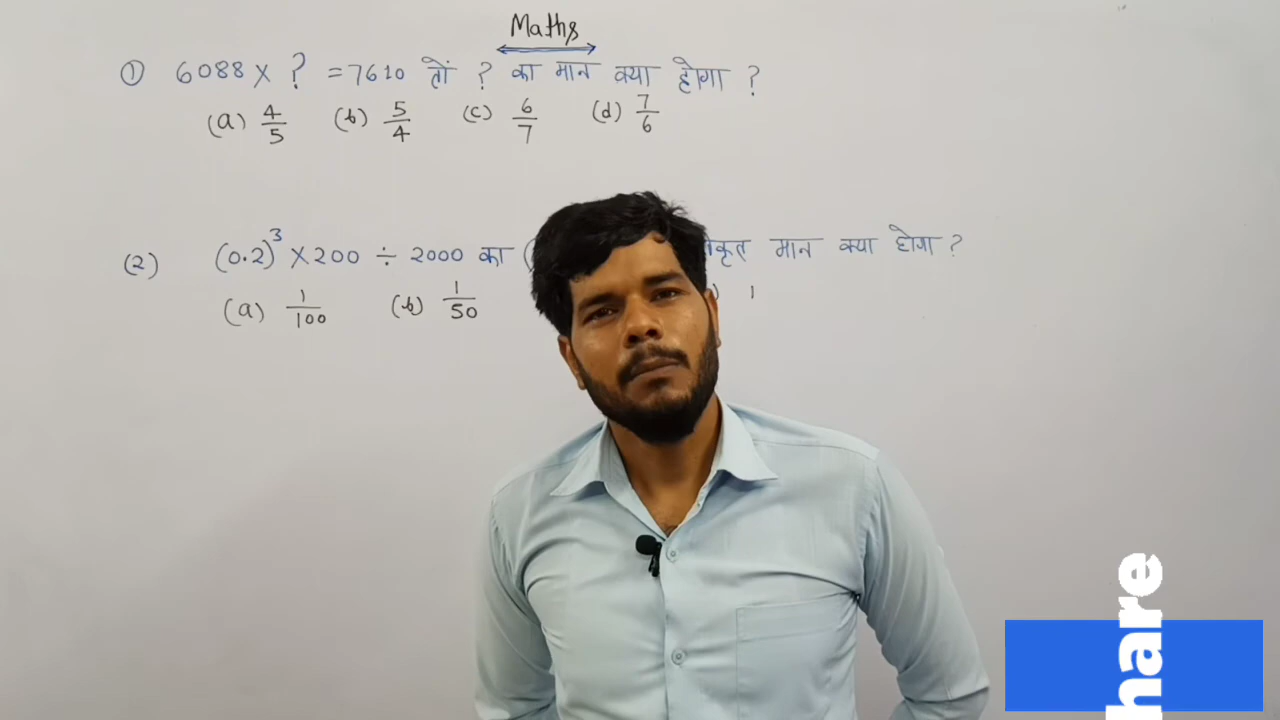 Maths
① 6088 × ? = 7610 तों ? का मान क्या होगा ?
(a) 4/5 (b) 5/4 (c) 6/7 (d) 7/6
(2) (0.2)³ × 200 ÷ 2000 का ( मान क्या होगा ?
(a) 1/100 (b) 1/50 ) 1
hare